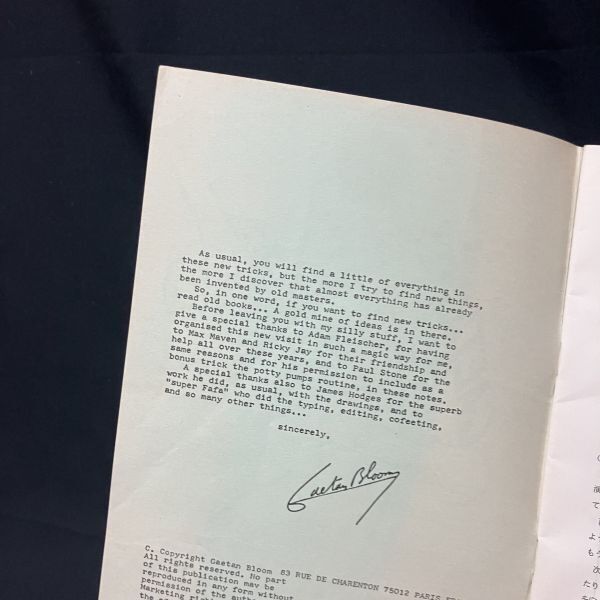 As usual, you will find a little of everything in
these new tricks, but the more I try to find new things,
the more I discover that almost everything has already
been invented by old masters.
So, in one word, if you want to find new tricks...
read old books... A gold mine of ideas is in there.
Before leaving you with my silly stuff, I want to
give a special thanks to Adam Fleischer, for having
organised this new visit in such a magic way for me,
to Max Maven and Ricky Jay for their friendship and
help all over these years, and to Paul Stone for the
same reasons and for his permission to include as a
bonus trick the potty pumps routine, in these notes.
A special thanks also to James Hodges for the superb
work he did, as usual, with the drawings, and to
"super Fafa" who did the typing, editing, cofeeting,
and so many other things...
sincerely,
Gaetan Bloom
C. Copyright Gaetan Bloom 83 RUE DE CHARENTON 75012 PARIS
All rights reserved. No part
of this publication may be
reproduced in any form without
permission of the
Marketing
演
て
よ
も
次
たり